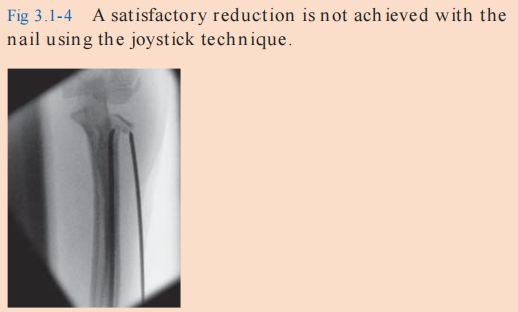 Fig 3.1-4 A satisfactory reduction is not achieved with the
nail using the joystick technique.